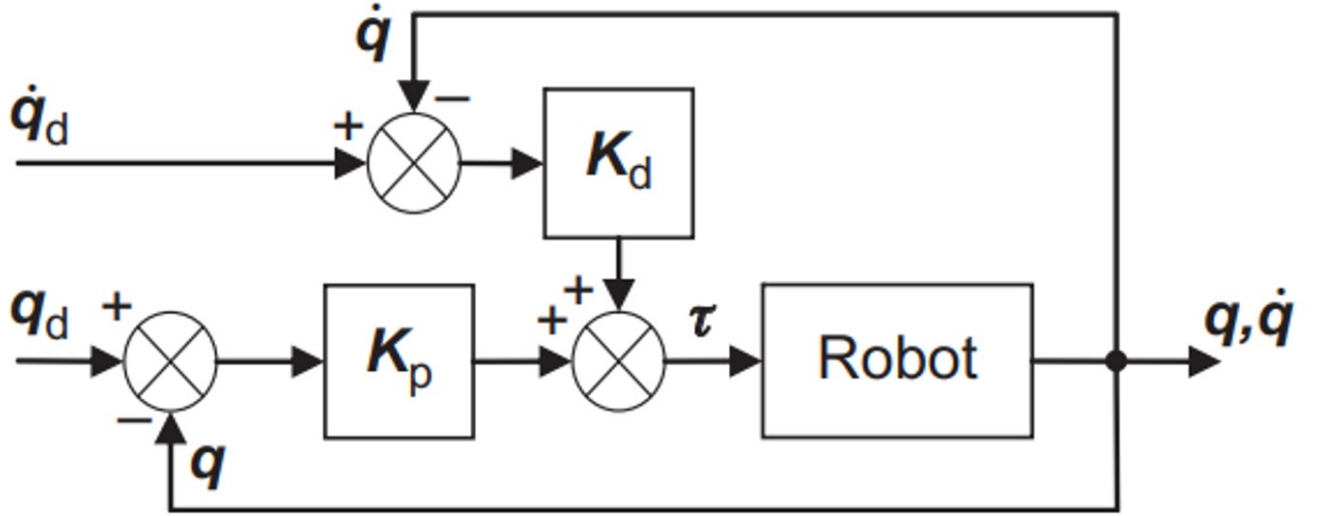 q̇
q̇d + −
Kd
qd + Kp + + τ Robot q,q̇
− q